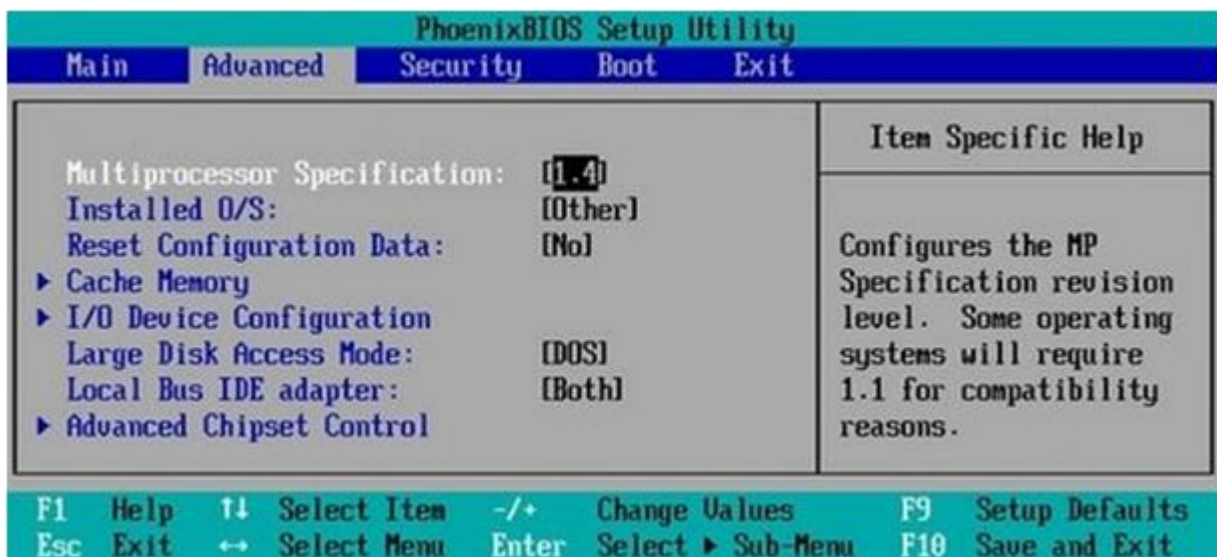 PhoenixBIOS Setup Utility
Main Advanced Security Boot Exit
Multiprocessor Specification: [1.4]
Installed O/S: [Other]
Reset Configuration Data: [No]
▶ Cache Memory
▶ I/O Device Configuration
Large Disk Access Mode: [DOS]
Local Bus IDE adapter: [Both]
▶ Advanced Chipset Control
Item Specific Help
Configures the MP
Specification revision
level. Some operating
systems will require
1.1 for compatibility
reasons.
F1 Help ↑↓ Select Item -/+ Change Values F9 Setup Defaults
Esc Exit ↔ Select Menu Enter Select ▶ Sub-Menu F10 Save and Exit